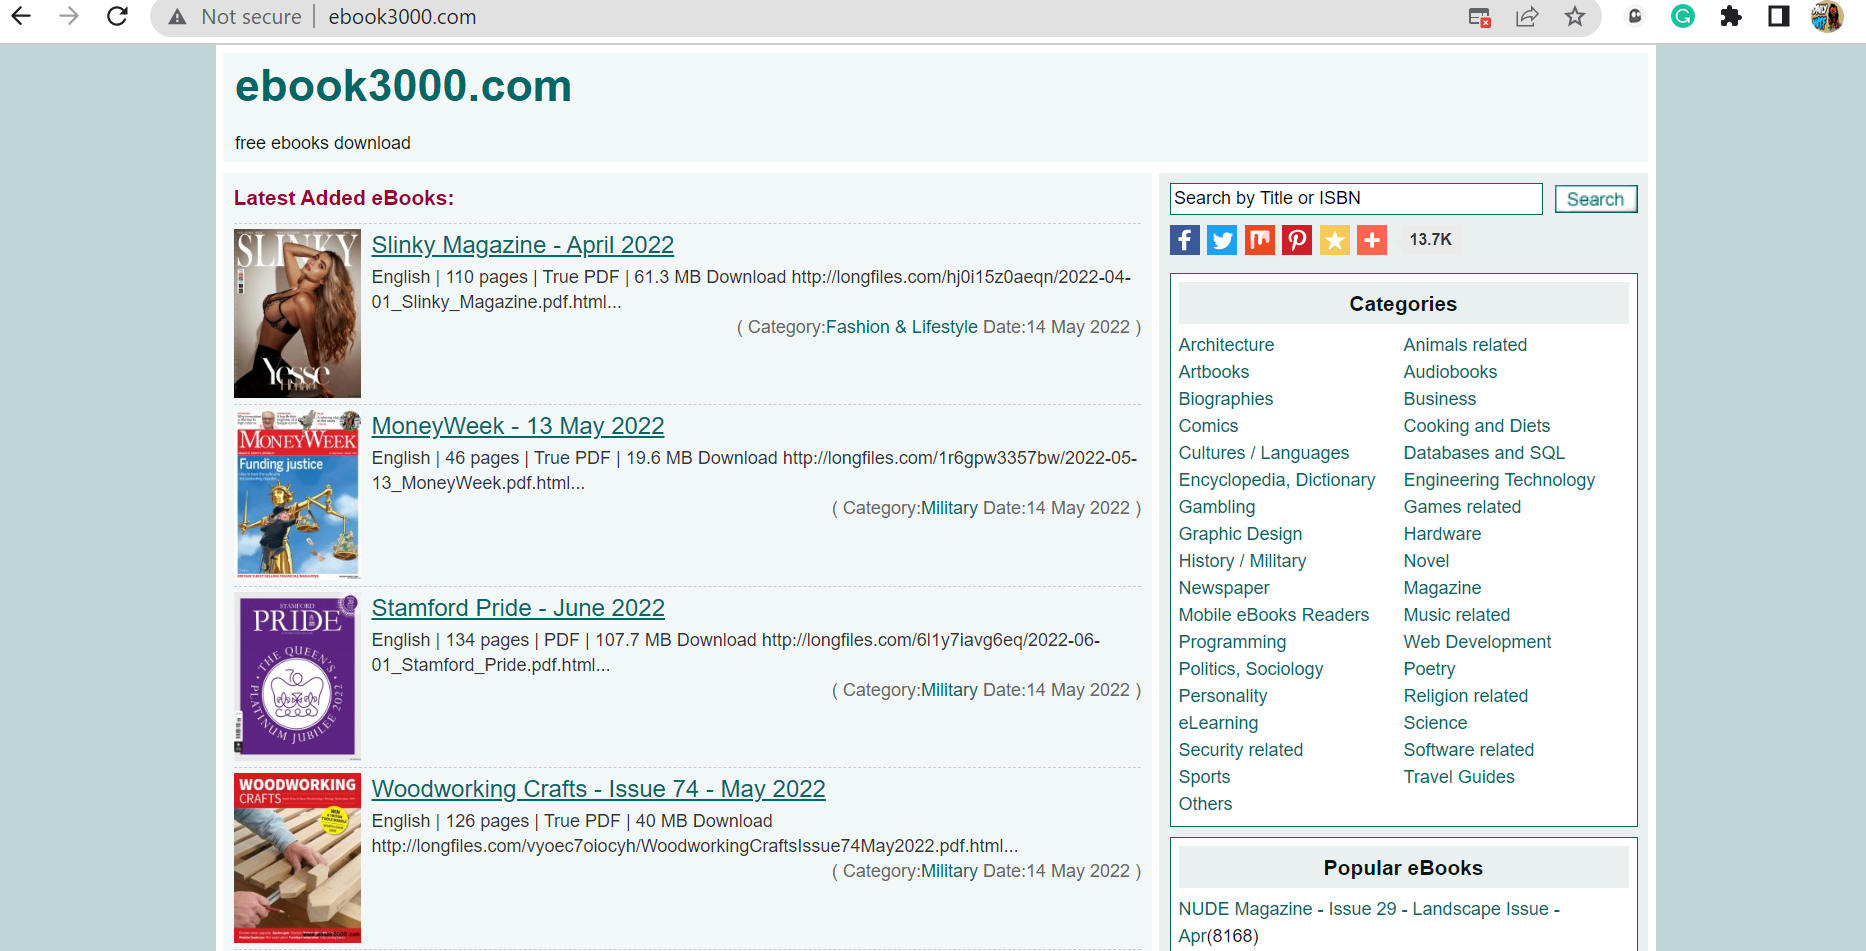 Not secure | ebook3000.com
ebook3000.com
free ebooks download
Latest Added eBooks:
SLINKY
Yesse
Slinky Magazine - April 2022
English | 110 pages | True PDF | 61.3 MB Download http://longfiles.com/hj0i15z0aeqn/2022-04-
01_Slinky_Magazine.pdf.html...
( Category:Fashion & Lifestyle Date:14 May 2022 )
MONEYWEEK
Funding justice
MoneyWeek - 13 May 2022
English | 46 pages | True PDF | 19.6 MB Download http://longfiles.com/1r6gpw3357bw/2022-05-
13_MoneyWeek.pdf.html...
( Category:Military Date:14 May 2022 )
STAMFORD
PRIDE
THE QUEEN'S
PLATINUM JUBILEE 2022
Stamford Pride - June 2022
English | 134 pages | PDF | 107.7 MB Download http://longfiles.com/6l1y7iavg6eq/2022-06-
01_Stamford_Pride.pdf.html...
( Category:Military Date:14 May 2022 )
WOODWORKING
CRAFTS
Woodworking Crafts - Issue 74 - May 2022
English | 126 pages | True PDF | 40 MB Download
http://longfiles.com/vyoec7oiocyh/WoodworkingCraftsIssue74May2022.pdf.html...
( Category:Military Date:14 May 2022 )
Search by Title or ISBN
Search
13.7K
Categories
Architecture
Animals related
Artbooks
Audiobooks
Biographies
Business
Comics
Cooking and Diets
Cultures / Languages
Databases and SQL
Encyclopedia, Dictionary
Engineering Technology
Gambling
Games related
Graphic Design
Hardware
History / Military
Novel
Newspaper
Magazine
Mobile eBooks Readers
Music related
Programming
Web Development
Politics, Sociology
Poetry
Personality
Religion related
eLearning
Science
Security related
Software related
Sports
Travel Guides
Others
Popular eBooks
NUDE Magazine - Issue 29 - Landscape Issue -
Apr(8168)